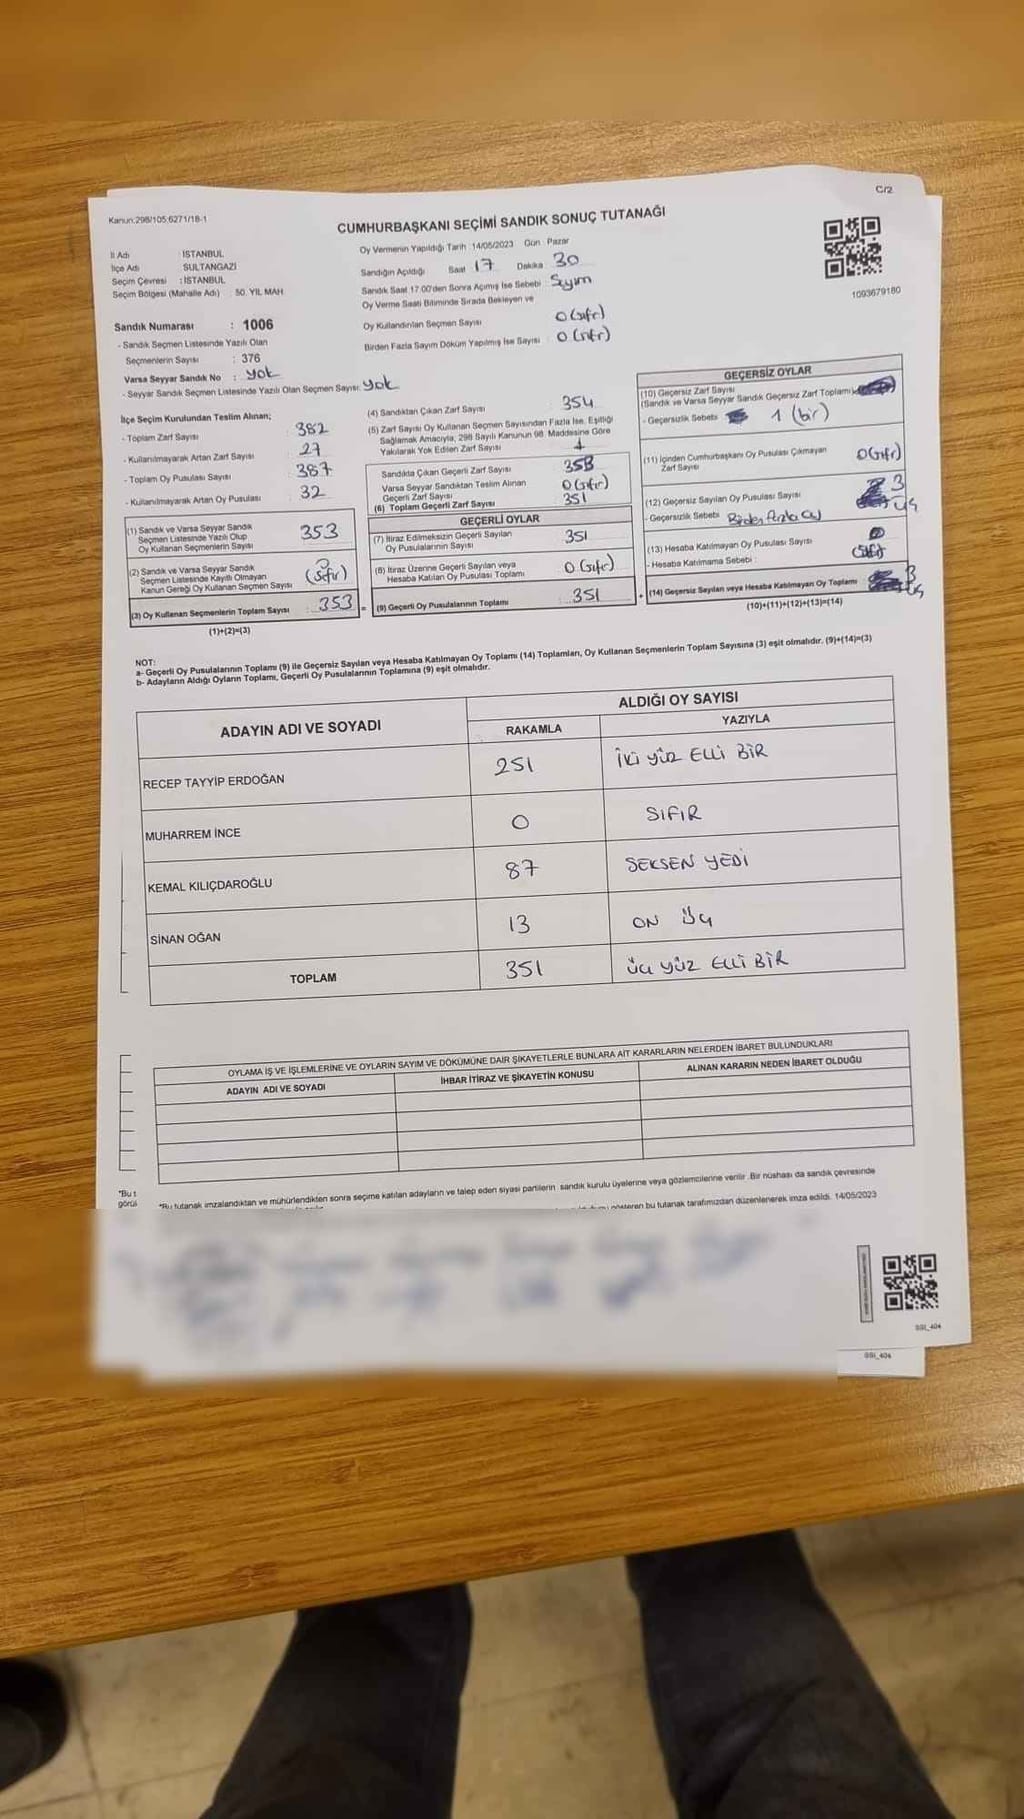 C/2
Kanun:298/105;6271/18-1
CUMHURBAŞKANI SEÇİMİ SANDIK SONUÇ TUTANAĞI
İl Adı İSTANBUL
İlçe Adı SULTANGAZİ
Seçim Çevresi : İSTANBUL
Seçim Bölgesi (Mahalle Adı) : 50. YIL MAH
Oy Vermenin Yapıldığı Tarih :14/05/2023 Gün : Pazar
Sandığın Açıldığı Saat 17 Dakika 30
Sandık Saat 17:00'den Sonra Açımış İse Sebebi Sayım
Oy Verme Saati Bitiminde Sırada Bekleyen ve
Oy Kullandırılan Seçmen Sayısı 0 (sıfır)
Birden Fazla Sayım Döküm Yapılmış İse Sayısı : 0 (sıfır)
1093679180
Sandık Numarası : 1006
- Sandık Seçmen Listesinde Yazılı Olan
Seçmenlerin Sayısı : 376
Varsa Seyyar Sandık No : yok
- Seyyar Sandık Seçmen Listesinde Yazılı Olan Seçmen Sayısı: yok
İlçe Seçim Kurulundan Teslim Alınan;
- Toplam Zarf Sayısı 382
- Kullanılmayarak Artan Zarf Sayısı 27
- Toplam Oy Pusulası Sayısı 387
- Kullanılmayarak Artan Oy Pusulası 32
(1) Sandık ve Varsa Seyyar Sandık
Seçmen Listesinde Yazılı Olup
Oy Kullanan Seçmenlerin Sayısı 353
(2) Sandık ve Varsa Seyyar Sandık
Seçmen Listesinde Kayıtlı Olmayan
Kanun Gereği Oy Kullanan Seçmen Sayısı 0 (sıfır)
(3) Oy Kullanan Seçmenlerin Toplam Sayısı 353 =
(1)+(2)=(3)
(4) Sandıktan Çıkan Zarf Sayısı 354
(5) Zarf Sayısı Oy Kullanan Seçmen Sayısından Fazla İse, Eşitliği
Sağlamak Amacıyla, 298 Sayılı Kanunun 98. Maddesine Göre
Yakılarak Yok Edilen Zarf Sayısı 1
Sandıkta Çıkan Geçerli Zarf Sayısı
Varsa Seyyar Sandıktan Teslim Alınan
Geçerli Zarf Sayısı 0 (sıfır)
(6) Toplam Geçerli Zarf Sayısı 351
GEÇERLİ OYLAR
(7) İtiraz Edilmeksizin Geçerli Sayılan
Oy Pusulalarının Sayısı 351
(8) İtiraz Üzerine Geçerli Sayılan veya
Hesaba Katılan Oy Pusulası Toplamı 0 (sıfır)
(9) Geçerli Oy Pusulalarının Toplamı 351 +
GEÇERSİZ OYLAR
(10) Geçersiz Zarf Sayısı
(Sandık ve Varsa Seyyar Sandık Geçersiz Zarf Toplamı)
- Geçersizlik Sebebi 1 (bir)
(11) İçinden Cumhurbaşkanı Oy Pusulası Çıkmayan
Zarf Sayısı 0 (sıfır)
(12) Geçersiz Sayılan Oy Pusulası Sayısı 3
- Geçersizlik Sebebi Birden Fazla Oy üç
(13) Hesaba Katılmayan Oy Pusulası Sayısı 0
- Hesaba Katılmama Sebebi : (sıfır)
(14) Geçersiz Sayılan veya Hesaba Katılmayan Oy Toplamı 3 üç
(10)+(11)+(12)+(13)=(14)
NOT:
a- Geçerli Oy Pusulalarının Toplamı (9) ile Geçersiz Sayılan veya Hesaba Katılmayan Oy Toplamı (14) Toplamları, Oy Kullanan Seçmenlerin Toplam Sayısına (3) eşit olmalıdır. (9)+(14)=(3)
b- Adayların Aldığı Oyların Toplamı, Geçerli Oy Pusulalarının Toplamına (9) eşit olmalıdır.
ADAYIN ADI VE SOYADI ALDIĞI OY SAYISI
RAKAMLA YAZIYLA
RECEP TAYYİP ERDOĞAN 251 İKİ YÜZ ELLİ BİR
MUHARREM İNCE 0 SIFIR
KEMAL KILIÇDAROĞLU 87 SEKSEN YEDİ
SİNAN OĞAN 13 ON ÜÇ
TOPLAM 351 ÜÇ YÜZ ELLİ BİR
OYLAMA İŞ VE İŞLEMLERİNE VE OYLARIN SAYIM VE DÖKÜMÜNE DAİR ŞİKAYETLERLE BUNLARA AİT KARARLARIN NELERDEN İBARET BULUNDUKLARI
ADAYIN ADI VE SOYADI İHBAR İTİRAZ VE ŞİKAYETİN KONUSU ALINAN KARARIN NEDEN İBARET OLDUĞU
"Bu t
görül
*Bu tutanak imzalandıktan ve mühürlendikten sonra seçime katılan adayların ve talep eden siyasi partilerin sandık kurulu üyelerine veya gözlemcilerine verilir. Bir nüshası da sandık çevresinde
gösteren bu tutanak tarafımızdan düzenlenerek imza edildi. 14/05/2023
SSI_404
SSI_404